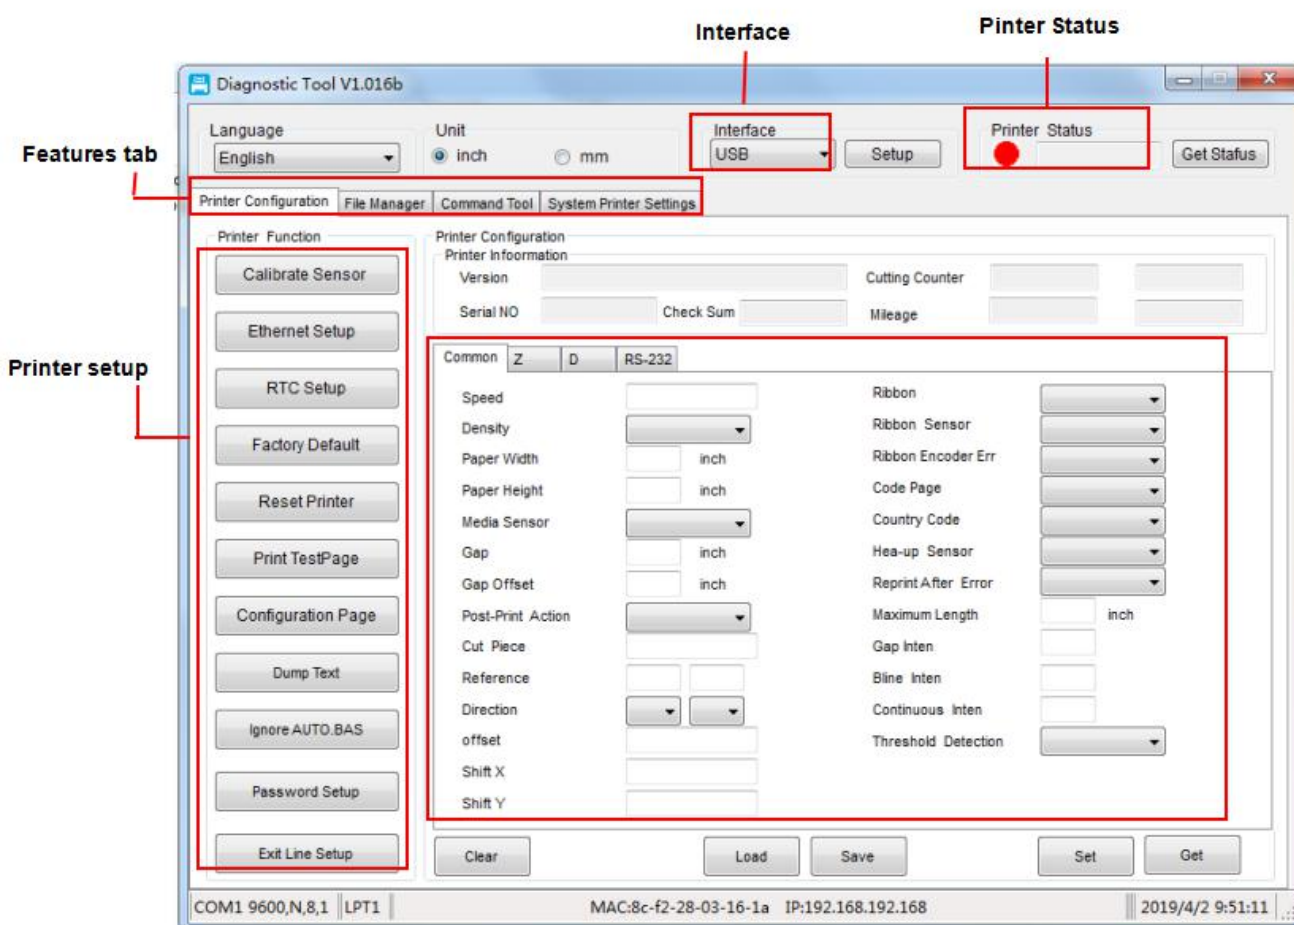 Interface
Pinter Status
Diagnostic Tool V1.016b
Language
Unit
Interface
Printer Status
English
inch
mm
USB
Setup
Get Stafus
Features tab
Printer Configuration
File Manager
Command Tool
System Printer Settings
Printer Function
Printer Configuration
Printer Infoormation
Calibrate Sensor
Version
Cutting Counter
Serial NO
Check Sum
Mileage
Ethernet Setup
Printer setup
RTC Setup
Factory Default
Reset Printer
Print TestPage
Configuration Page
Dump Text
Ignore AUTO.BAS
Password Setup
Exit Line Setup
Common
Z
D
RS-232
Speed
Density
Paper Width inch
Paper Height inch
Media Sensor
Gap inch
Gap Offset inch
Post-Print Action
Cut Piece
Reference
Direction
offset
Shift X
Shift Y
Ribbon
Ribbon Sensor
Ribbon Encoder Err
Code Page
Country Code
Hea-up Sensor
Reprint After Error
Maximum Length inch
Gap Inten
Bline Inten
Continuous Inten
Threshold Detection
Clear
Load
Save
Set
Get
COM1 9600,N,8,1 LPT1 MAC:8c-f2-28-03-16-1a IP:192.168.192.168 2019/4/2 9:51:11